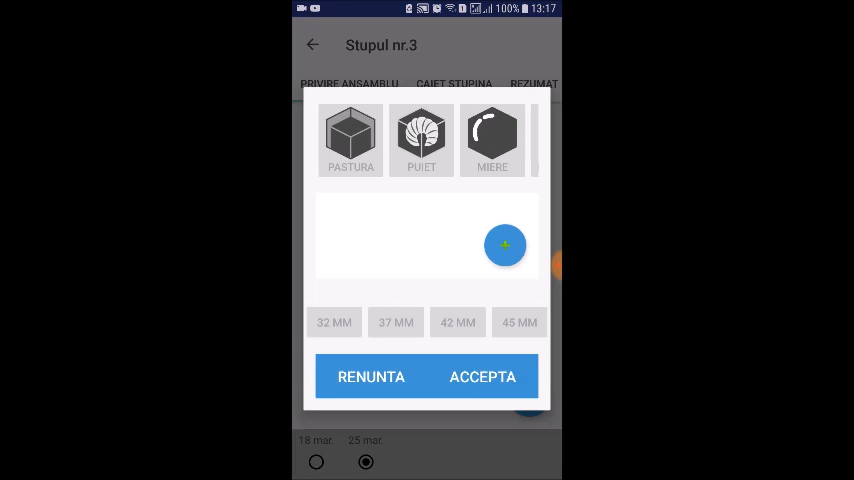 100% 13:17
Stupul nr.3
PRIVIRE ANSAMBLU CAIET STUPINA REZUMAT
PASTURA PUIET MIERE
+
32 MM 37 MM 42 MM 45 MM
RENUNTA ACCEPTA
18 mar. 25 mar.